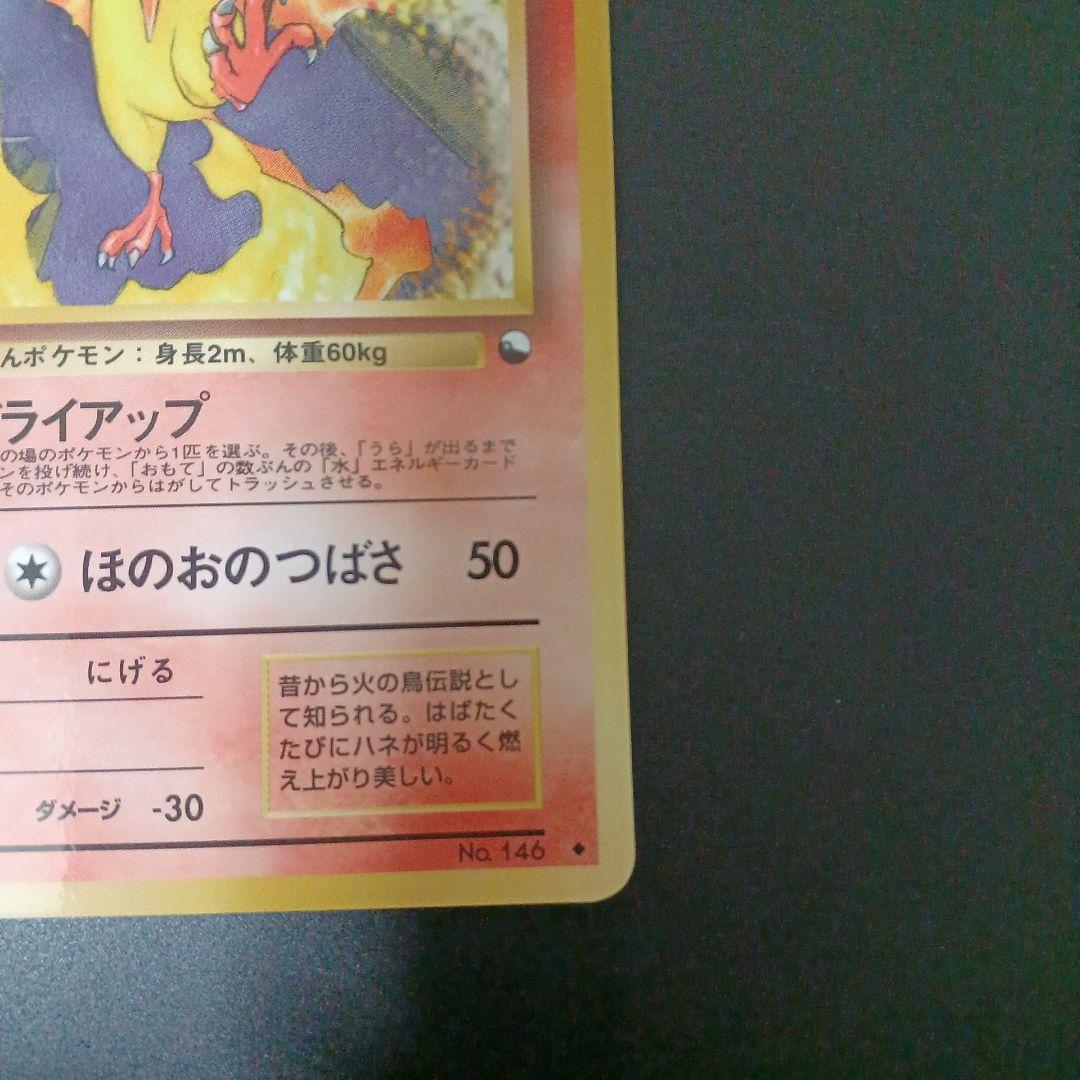 んポケモン：身長2m、体重60kg
ライアップ
の場のポケモンから1匹を選ぶ。その後、「うら」が出るまで
ンを投げ続け、「おもて」の数ぶんの「水」エネルギーカード
そのポケモンからはがしてトラッシュさせる。
ほのおのつばさ 50
にげる
昔から火の鳥伝説とし
て知られる。はばたく
たびにハネが明るく燃
え上がり美しい。
ダメージ -30
No. 146